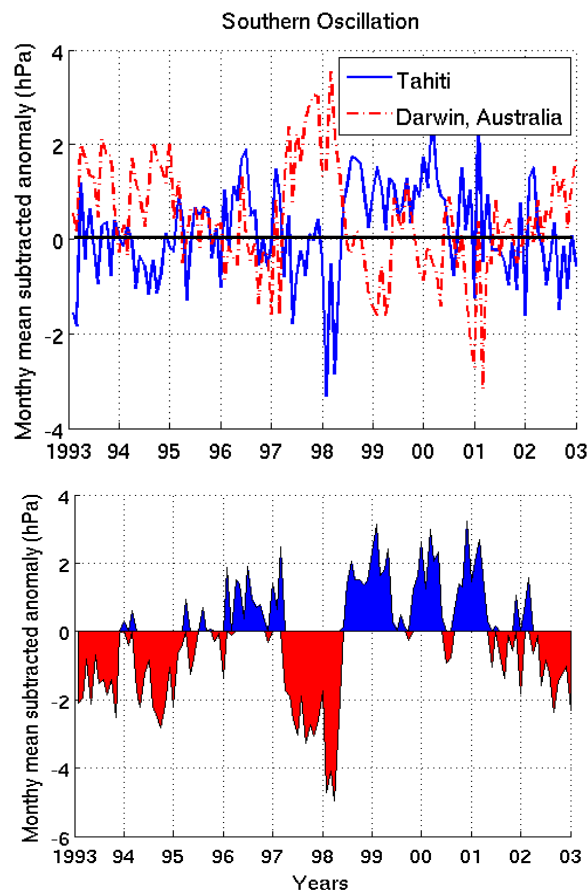 Southern Oscillation
Monthy mean subtracted anomaly (hPa)
4
2
0
-2
-4
Tahiti
Darwin, Australia
1993 94 95 96 97 98 99 00 01 02 03
Monthy mean subtracted anomaly (hPa)
4
2
0
-2
-4
-6
1993 94 95 96 97 98 99 00 01 02 03
Years